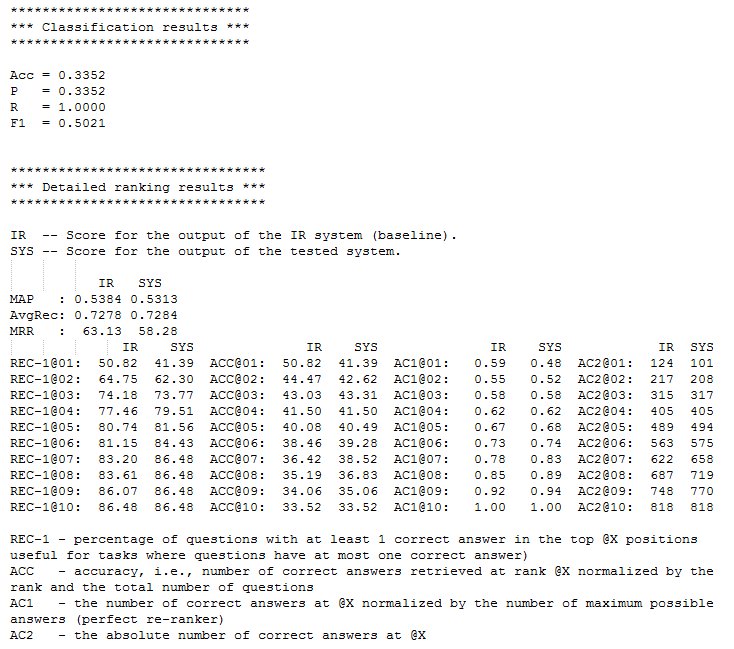 ******************************
*** Classification results ***
******************************
Acc = 0.3352
P   = 0.3352
R   = 1.0000
F1  = 0.5021
********************************
*** Detailed ranking results ***
********************************
IR  -- Score for the output of the IR system (baseline).
SYS -- Score for the output of the tested system.
           IR   SYS
MAP   : 0.5384 0.5313
AvgRec: 0.7278 0.7284
MRR   :  63.13  58.28
              IR    SYS              IR    SYS              IR    SYS              IR  SYS
REC-1@01:  50.82  41.39  ACC@01:  50.82  41.39  AC1@01:   0.59   0.48  AC2@01:  124  101
REC-1@02:  64.75  62.30  ACC@02:  44.47  42.62  AC1@02:   0.55   0.52  AC2@02:  217  208
REC-1@03:  74.18  73.77  ACC@03:  43.03  43.31  AC1@03:   0.58   0.58  AC2@03:  315  317
REC-1@04:  77.46  79.51  ACC@04:  41.50  41.50  AC1@04:   0.62   0.62  AC2@04:  405  405
REC-1@05:  80.74  81.56  ACC@05:  40.08  40.49  AC1@05:   0.67   0.68  AC2@05:  489  494
REC-1@06:  81.15  84.43  ACC@06:  38.46  39.28  AC1@06:   0.73   0.74  AC2@06:  563  575
REC-1@07:  83.20  86.48  ACC@07:  36.42  38.52  AC1@07:   0.78   0.83  AC2@07:  622  658
REC-1@08:  83.61  86.48  ACC@08:  35.19  36.83  AC1@08:   0.85   0.89  AC2@08:  687  719
REC-1@09:  86.07  86.48  ACC@09:  34.06  35.06  AC1@09:   0.92   0.94  AC2@09:  748  770
REC-1@10:  86.48  86.48  ACC@10:  33.52  33.52  AC1@10:   1.00   1.00  AC2@10:  818  818
REC-1 - percentage of questions with at least 1 correct answer in the top @X positions
useful for tasks where questions have at most one correct answer)
ACC   - accuracy, i.e., number of correct answers retrieved at rank @X normalized by the
rank and the total number of questions
AC1   - the number of correct answers at @X normalized by the number of maximum possible
answers (perfect re-ranker)
AC2   - the absolute number of correct answers at @X